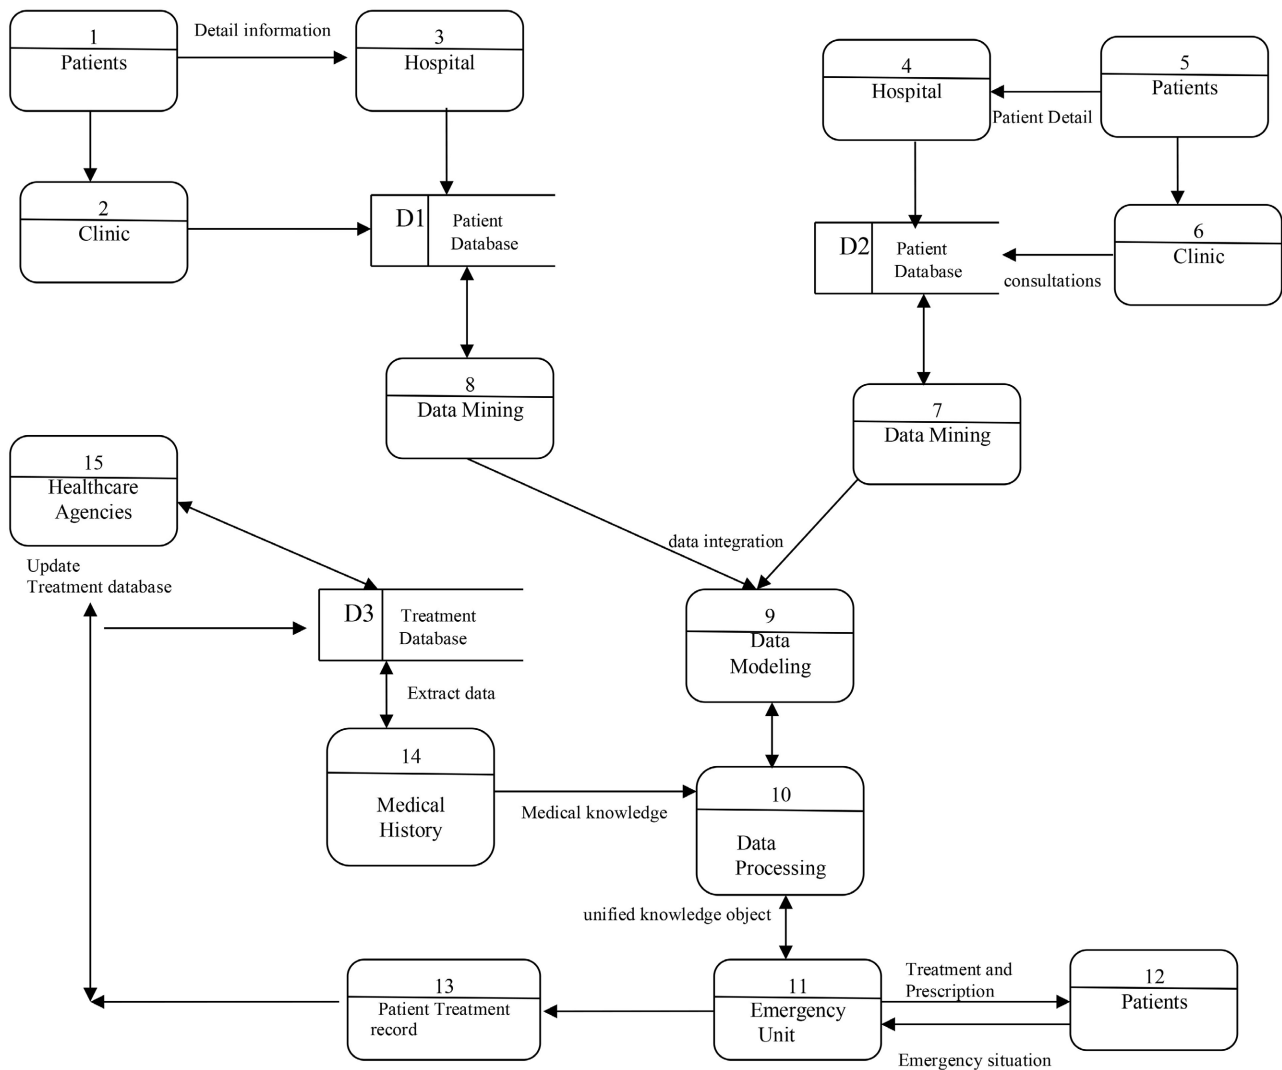 1
Patients
Detail information
3
Hospital
4
Hospital
5
Patients
Patient Detail
2
Clinic
D1
Patient
Database
D2
Patient
Database
6
Clinic
consultations
8
Data Mining
7
Data Mining
15
Healthcare
Agencies
Update
Treatment database
data integration
D3
Treatment
Database
9
Data
Modeling
Extract data
14
Medical
History
Medical knowledge
10
Data
Processing
unified knowledge object
13
Patient Treatment
record
11
Emergency
Unit
Treatment and
Prescription
12
Patients
Emergency situation